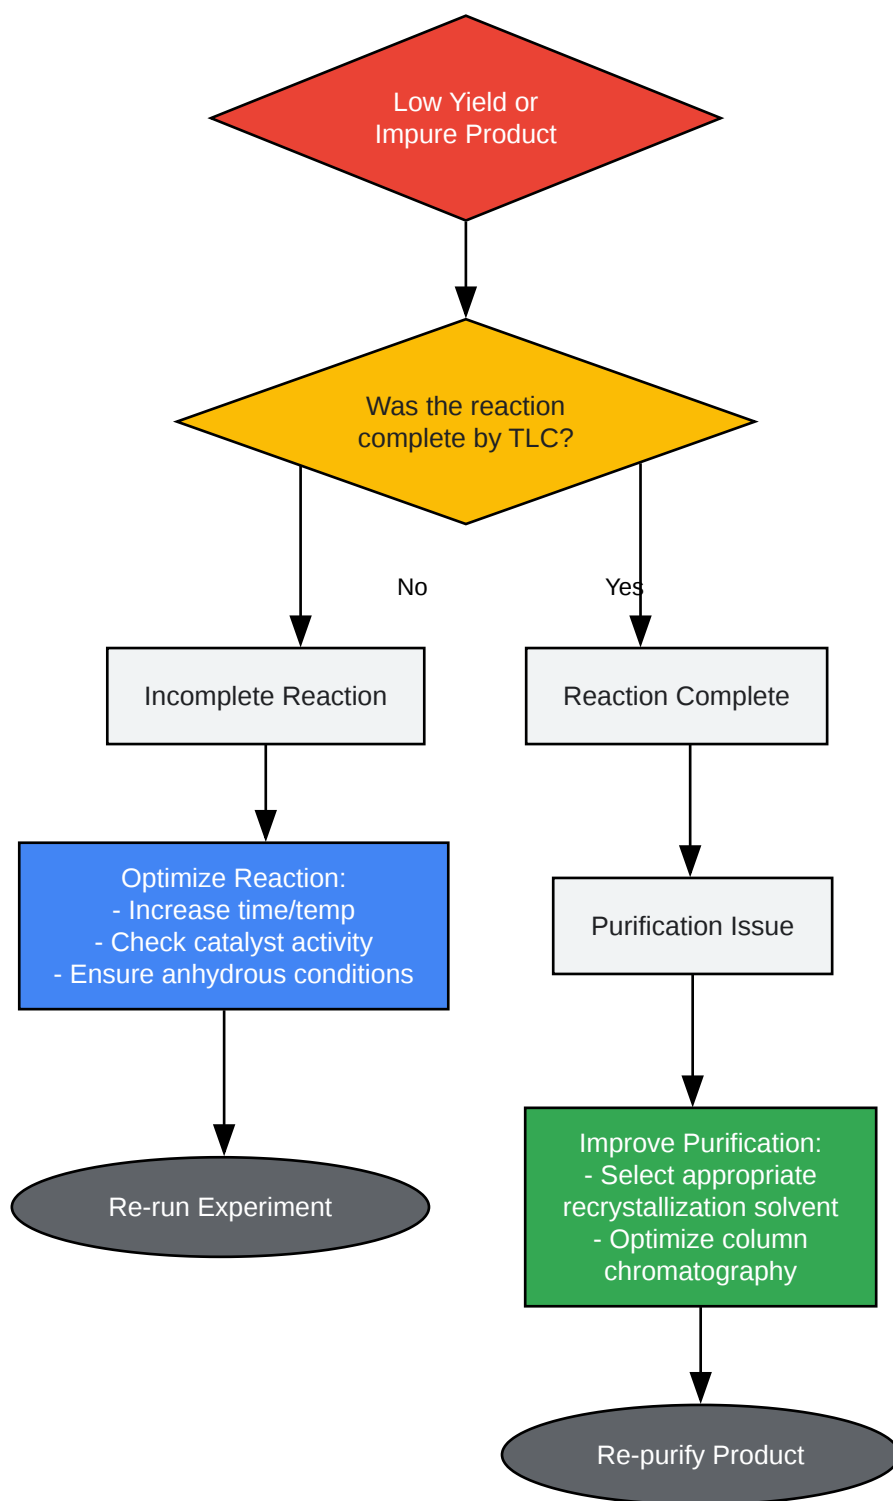 Low Yield or
Impure Product
Was the reaction
complete by TLC?
No
Yes
Incomplete Reaction
Reaction Complete
Optimize Reaction:
- Increase time/temp
- Check catalyst activity
- Ensure anhydrous conditions
Purification Issue
Re-run Experiment
Improve Purification:
- Select appropriate
recrystallization solvent
- Optimize column
chromatography
Re-purify Product